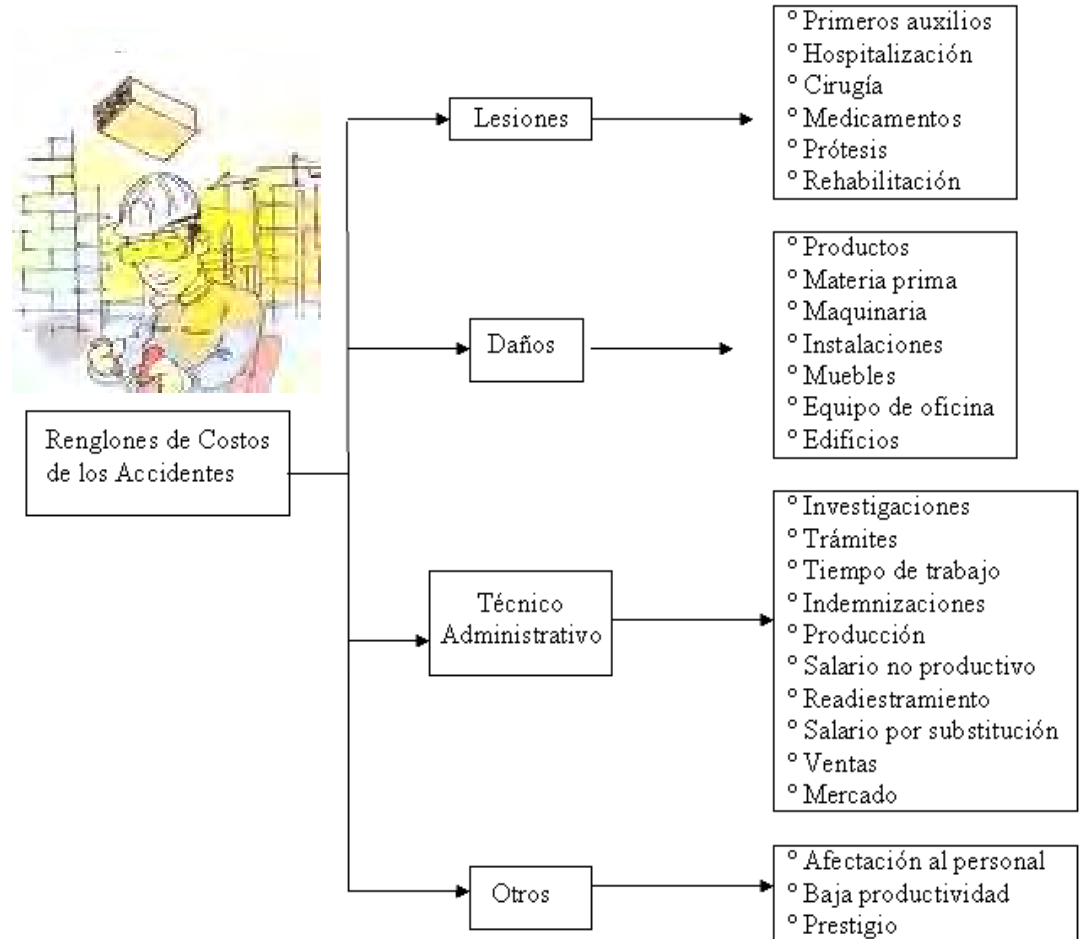 Renglones de Costos
de los Accidentes
Lesiones
º Primeros auxilios
º Hospitalización
º Cirugía
º Medicamentos
º Prótesis
º Rehabilitación
Daños
º Productos
º Materia prima
º Maquinaria
º Instalaciones
º Muebles
º Equipo de oficina
º Edificios
Técnico
Administrativo
º Investigaciones
º Trámites
º Tiempo de trabajo
º Indemnizaciones
º Producción
º Salario no productivo
º Readiestramiento
º Salario por substitución
º Ventas
º Mercado
Otros
º Afectación al personal
º Baja productividad
º Prestigio